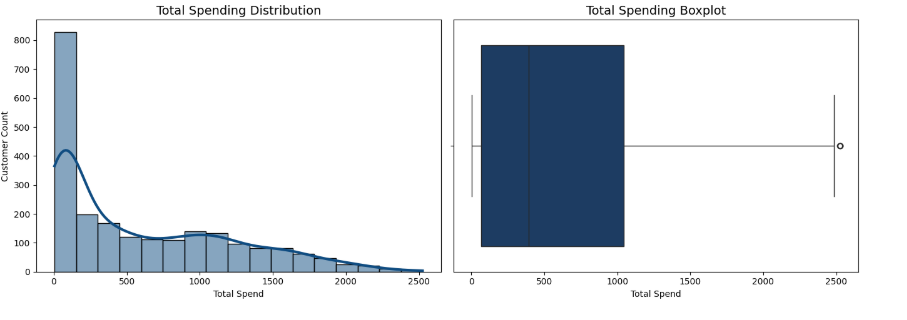 Total Spending Distribution
Customer Count
800
700
600
500
400
300
200
100
0
0 500 1000 1500 2000 2500
Total Spend
Total Spending Boxplot
0 500 1000 1500 2000 2500
Total Spend